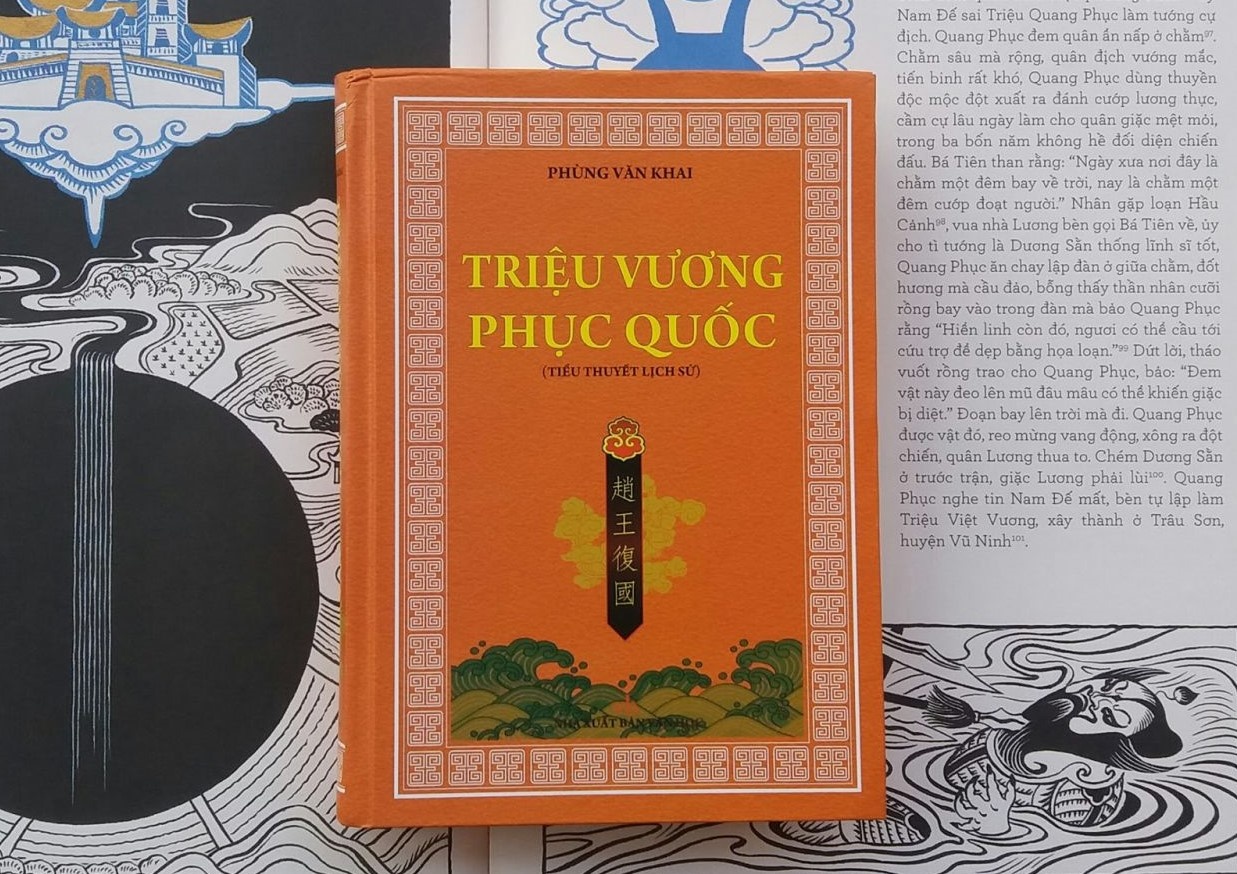 PHÙNG VĂN KHAI
TRIỆU VƯƠNG
PHỤC QUỐC
(TIỂU THUYẾT LỊCH SỬ)
趙
王
復
國
NHÀ XUẤT BẢN VĂN HỌC
Nam Đế sai Triệu Quang Phục làm tướng cự
địch. Quang Phục đem quân ẩn nấp ở chằm⁹⁷.
Chằm sâu mà rộng, quân địch vướng mắc,
tiến binh rất khó, Quang Phục dùng thuyền
độc mộc đột xuất ra đánh cướp lương thực,
cầm cự lâu ngày làm cho quân giặc mệt mỏi,
trong ba bốn năm không hề đối diện chiến
đấu. Bá Tiên than rằng: “Ngày xưa nơi đây là
chằm một đêm bay về trời, nay là chằm một
đêm cướp đoạt người.” Nhân gặp loạn Hầu
Cảnh⁹⁸, vua nhà Lương bèn gọi Bá Tiên về, ủy
cho tì tướng là Dương Sằn thống lĩnh sĩ tốt,
Quang Phục ăn chay lập đàn ở giữa chằm, đốt
hương mà cầu đảo, bỗng thấy thần nhân cưỡi
rồng bay vào trong đàn mà bảo Quang Phục
rằng “Hiển linh còn đó, ngươi có thể cầu tới
cứu trợ để dẹp bằng họa loạn.”⁹⁹ Dứt lời, tháo
vuốt rồng trao cho Quang Phục, bảo: “Đem
vật này đeo lên mũ đâu mâu có thể khiến giặc
bị diệt.” Đoạn bay lên trời mà đi. Quang Phục
được vật đó, reo mừng vang động, xông ra đột
chiến, quân Lương thua to. Chém Dương Sằn
ở trước trận, giặc Lương phải lùi¹⁰⁰. Quang
Phục nghe tin Nam Đế mất, bèn tự lập làm
Triệu Việt Vương, xây thành ở Trâu Sơn,
huyện Vũ Ninh¹⁰¹.